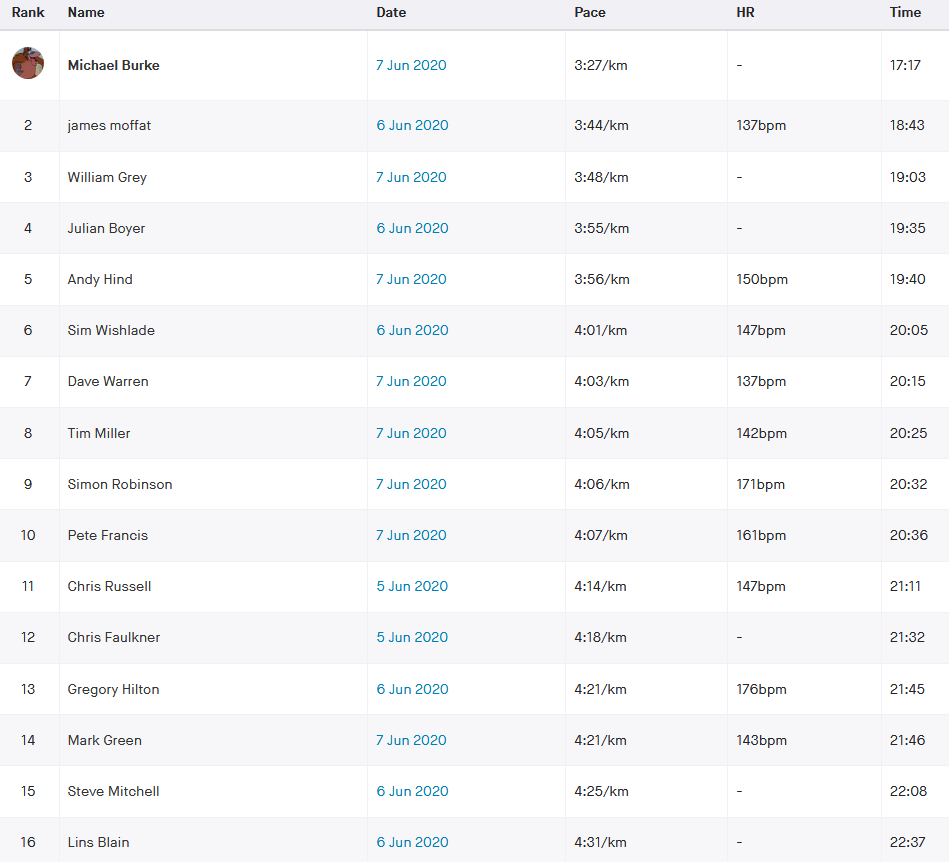 Rank Name Date Pace HR Time
Michael Burke 7 Jun 2020 3:27/km - 17:17
2 james moffat 6 Jun 2020 3:44/km 137bpm 18:43
3 William Grey 7 Jun 2020 3:48/km - 19:03
4 Julian Boyer 6 Jun 2020 3:55/km - 19:35
5 Andy Hind 7 Jun 2020 3:56/km 150bpm 19:40
6 Sim Wishlade 6 Jun 2020 4:01/km 147bpm 20:05
7 Dave Warren 7 Jun 2020 4:03/km 137bpm 20:15
8 Tim Miller 7 Jun 2020 4:05/km 142bpm 20:25
9 Simon Robinson 7 Jun 2020 4:06/km 171bpm 20:32
10 Pete Francis 7 Jun 2020 4:07/km 161bpm 20:36
11 Chris Russell 5 Jun 2020 4:14/km 147bpm 21:11
12 Chris Faulkner 5 Jun 2020 4:18/km - 21:32
13 Gregory Hilton 6 Jun 2020 4:21/km 176bpm 21:45
14 Mark Green 7 Jun 2020 4:21/km 143bpm 21:46
15 Steve Mitchell 6 Jun 2020 4:25/km - 22:08
16 Lins Blain 6 Jun 2020 4:31/km - 22:37